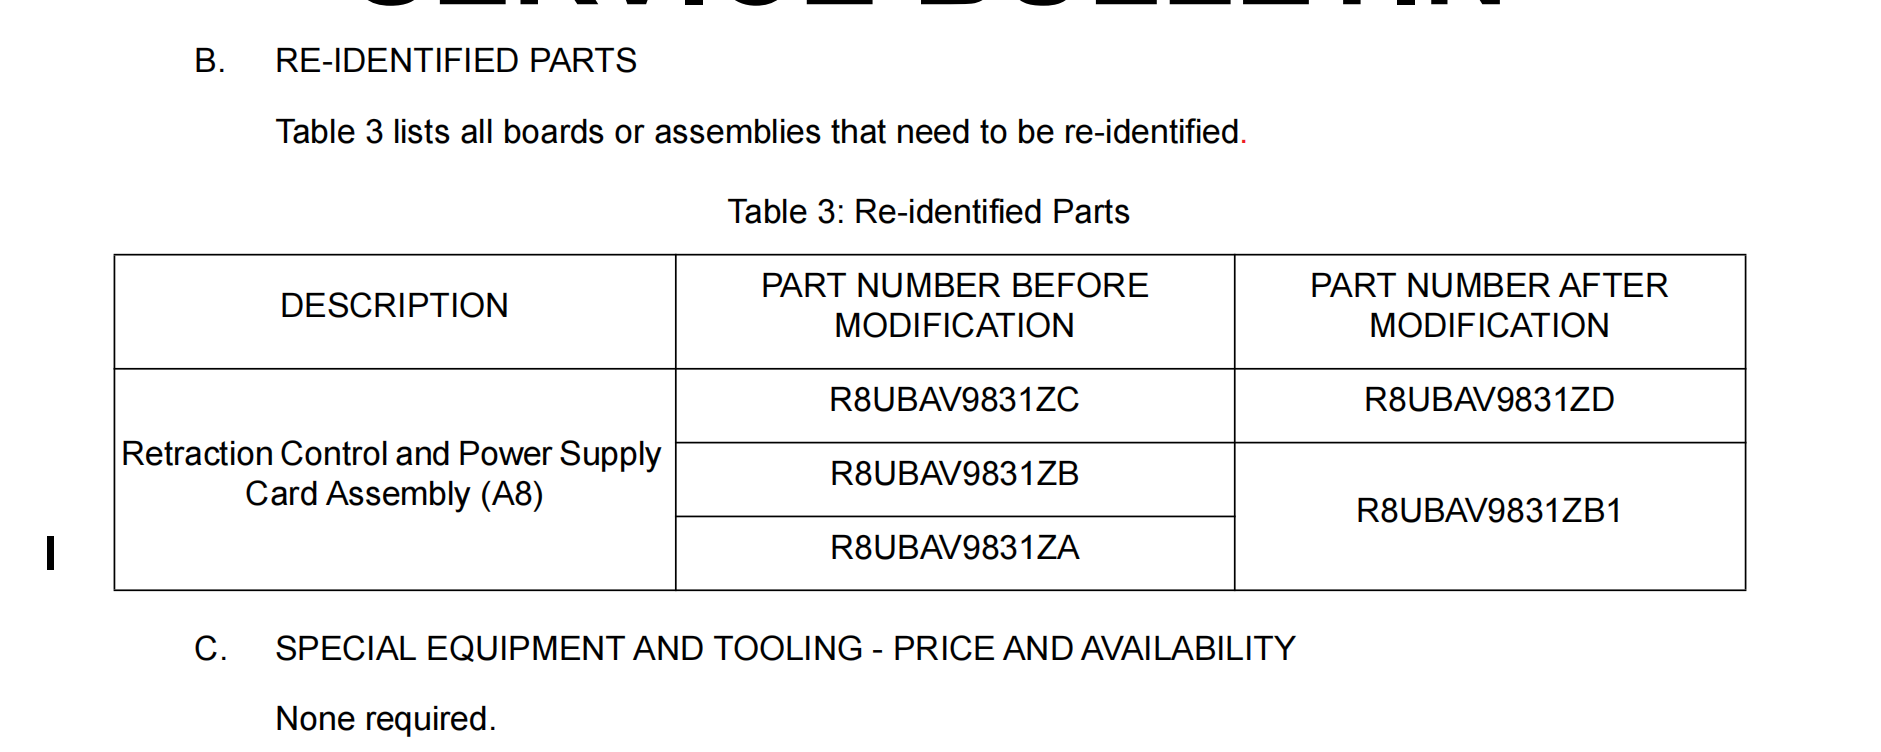 B. RE-IDENTIFIED PARTS
Table 3 lists all boards or assemblies that need to be re-identified.
Table 3: Re-identified Parts
DESCRIPTION
PART NUMBER BEFORE
MODIFICATION
PART NUMBER AFTER
MODIFICATION
Retraction Control and Power Supply
Card Assembly (A8)
R8UBAV9831ZC
R8UBAV9831ZD
R8UBAV9831ZB
R8UBAV9831ZB1
R8UBAV9831ZA
C. SPECIAL EQUIPMENT AND TOOLING - PRICE AND AVAILABILITY
None required.